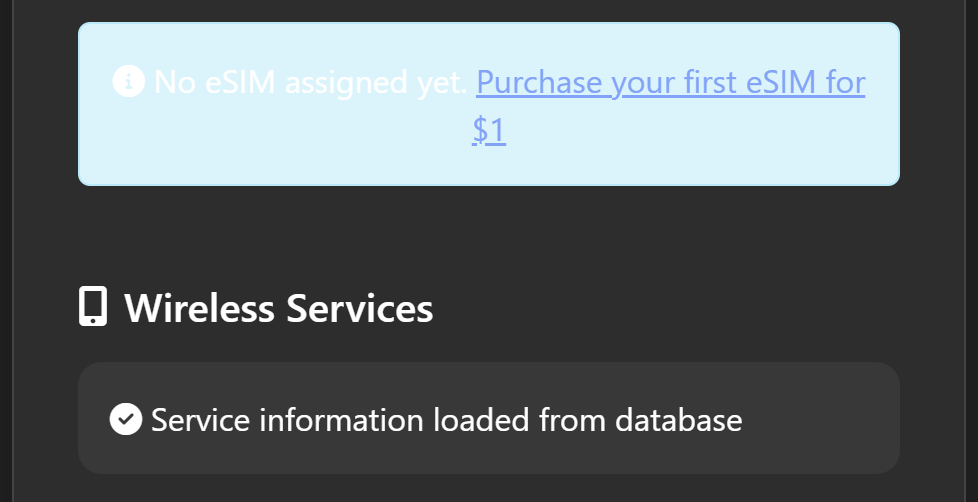 No eSIM assigned yet. Purchase your first eSIM for
$1
Wireless Services
Service information loaded from database